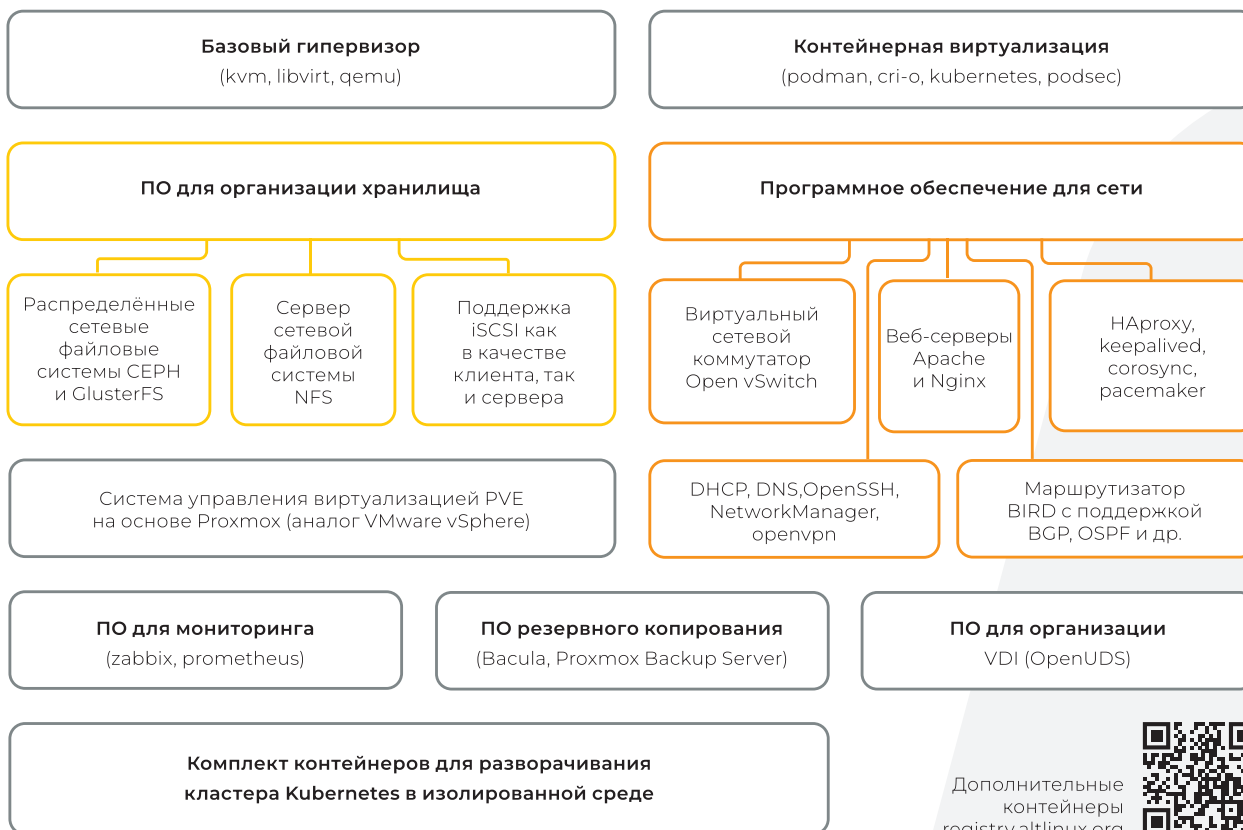 Базовый гипервизор
(kvm, libvirt, qemu)
Контейнерная виртуализация
(podman, cri-o, kubernetes, podsec)
ПО для организации хранилища
Программное обеспечение для сети
Распределённые
сетевые
файловые
системы CEPH
и GlusterFS
Сервер
сетевой
файловой
системы
NFS
Поддержка
iSCSI как
в качестве
клиента, так
и сервера
Виртуальный
сетевой
коммутатор
Open vSwitch
Веб-серверы
Apache
и Nginx
HAproxy,
keepalived,
corosync,
pacemaker
Система управления виртуализацией PVE
на основе Proxmox (аналог VMware vSphere)
DHCP, DNS,OpenSSH,
NetworkManager,
openvpn
Маршрутизатор
BIRD с поддержкой
BGP, OSPF и др.
ПО для мониторинга
(zabbix, prometheus)
ПО резервного копирования
(Bacula, Proxmox Backup Server)
ПО для организации
VDI (OpenUDS)
Комплект контейнеров для разворачивания
кластера Kubernetes в изолированной среде
Дополнительные
контейнеры
registry.altlinux.org